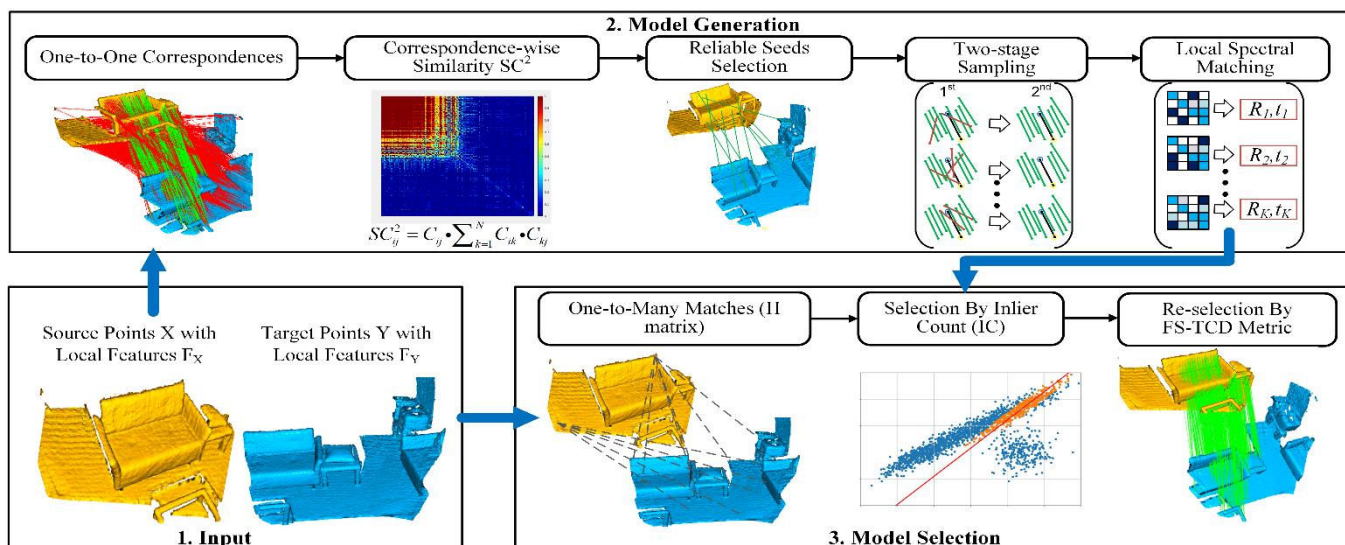 2. Model Generation
One-to-One Correspondences
Correspondence-wise
Similarity SC²
Reliable Seeds
Selection
Two-stage
Sampling
Local Spectral
Matching
1st
2nd
R1,t1
R2,t2
RK,tK
SC²ij = Cij • ∑ᴺk=1 Cik • Ckj
Source Points X with
Local Features FX
Target Points Y with
Local Features FY
1. Input
One-to-Many Matches (H
matrix)
Selection By Inlier
Count (IC)
Re-selection By
FS-TCD Metric
3. Model Selection